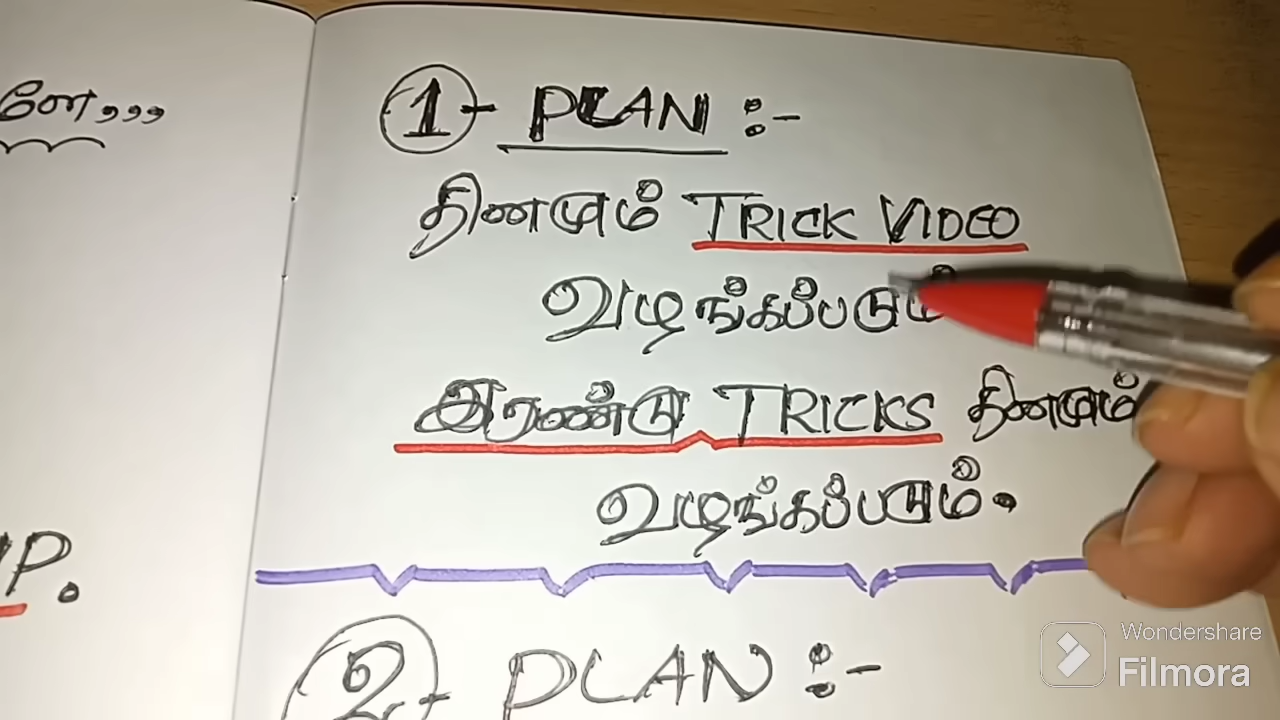 ளோ,,,
P.
1- PLAN :-
தினமும் TRICK VIDEO
வழங்கப்படும்
இரண்டு TRICKS தினமும்
வழங்கப்படும்.
2- PLAN :-
Wondershare
Filmora